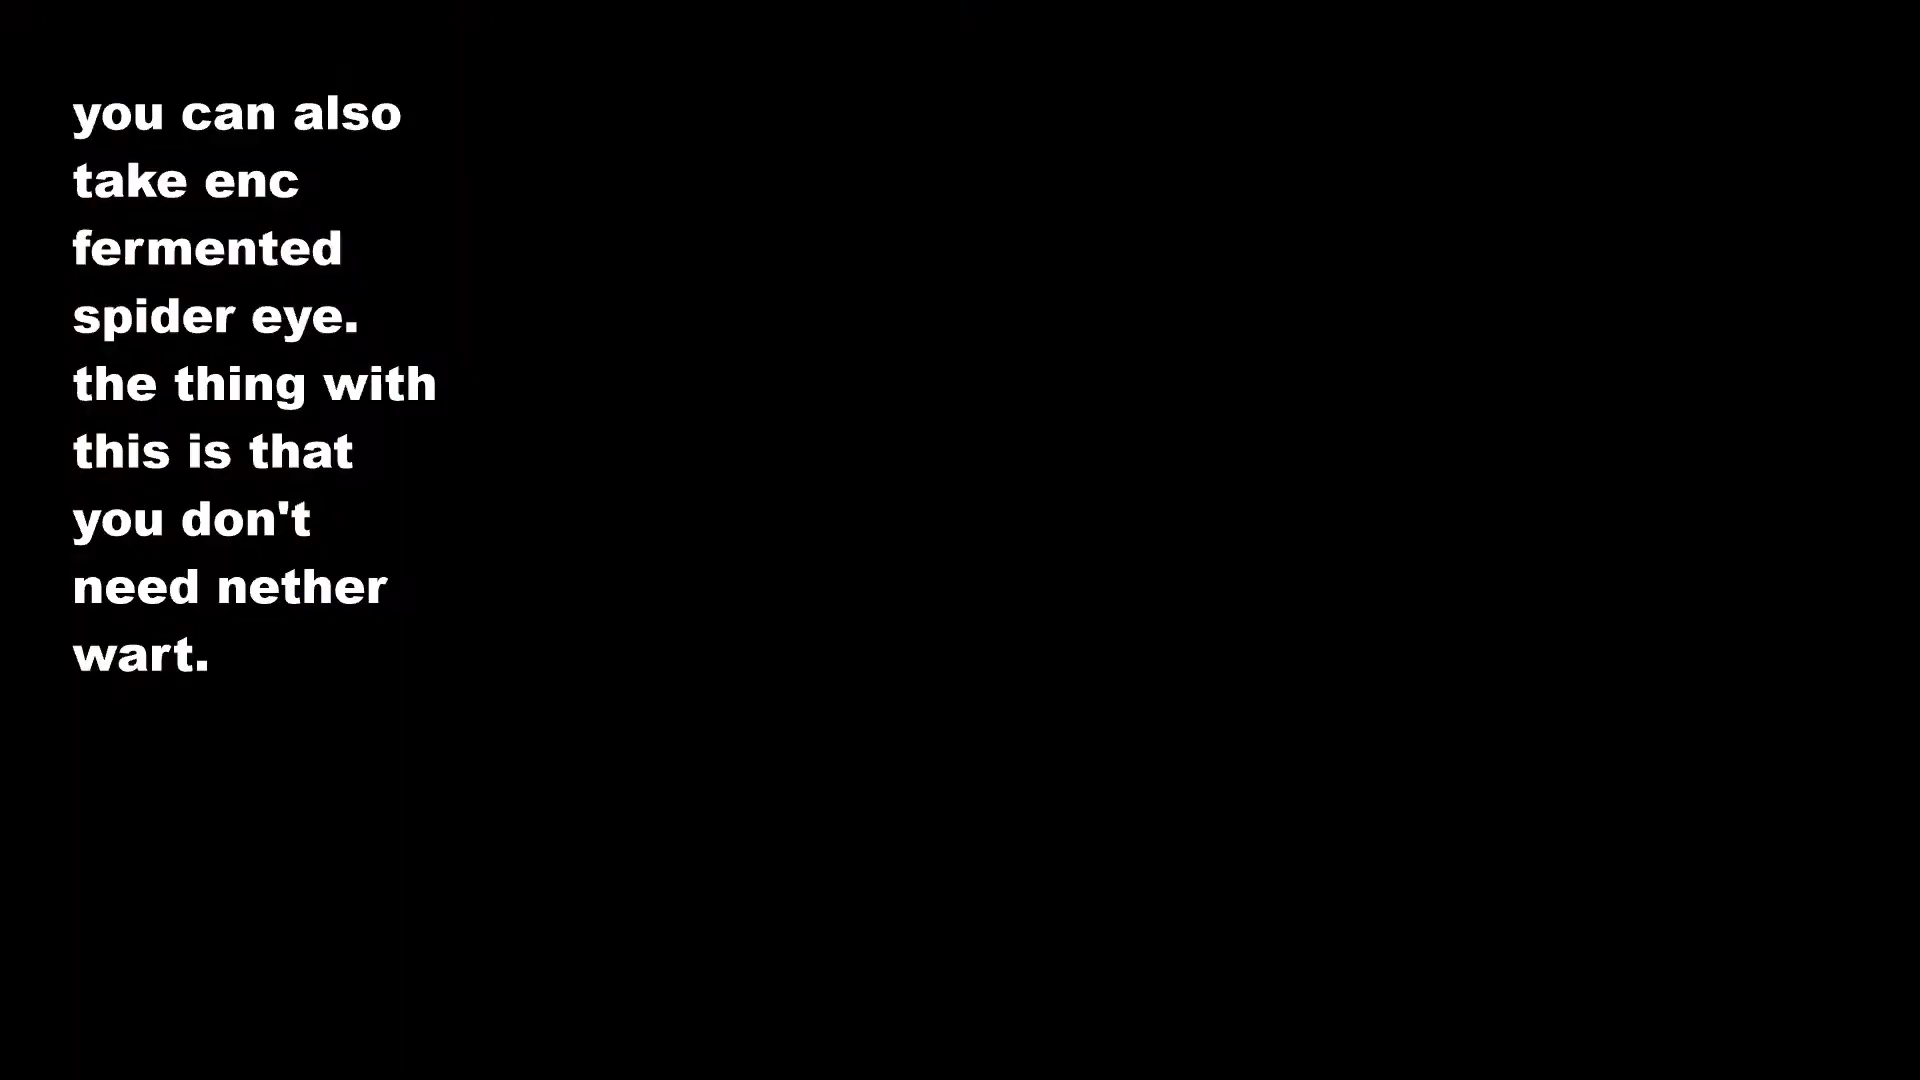 you can also
take enc
fermented
spider eye.
the thing with
this is that
you don't
need nether
wart.